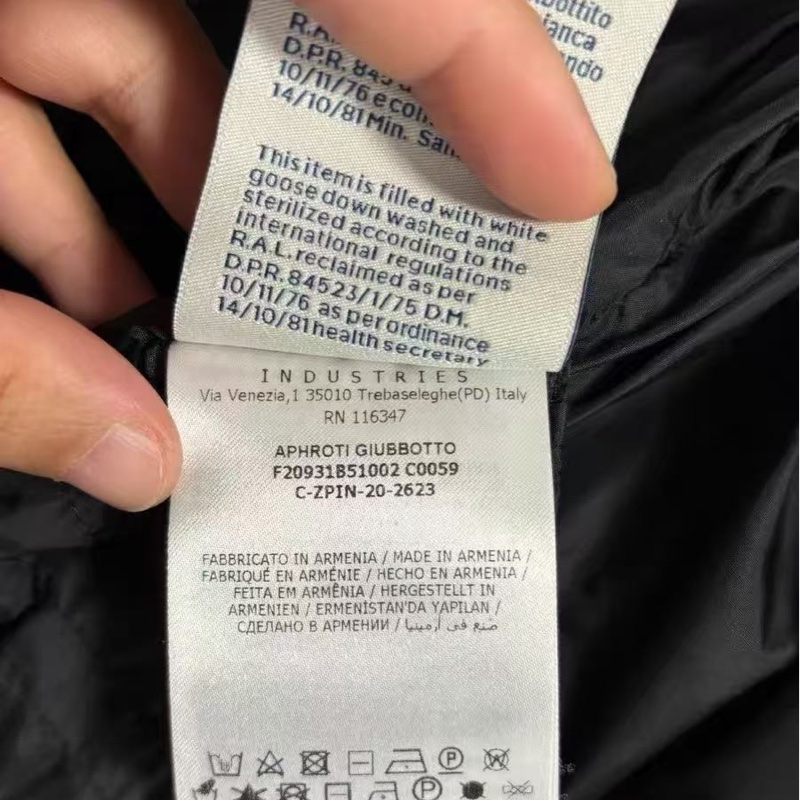 ianca
R.A.
D.P.R. 845
10/11/76 e con.
14/10/81 Min. San.
This item is filled with white
goose down washed and
sterilized according to the
international regulations
R.A.L. reclaimed as per
D.P.R. 84523/1/75 D.M.
10/11/76 as per ordinance
14/10/81 health secretary
INDUSTRIES
Via Venezia,1 35010 Trebaseleghe(PD) Italy
RN 116347
APHROTI GIUBBOTTO
F20931B51002 C0059
C-ZPIN-20-2623
FABBRICATO IN ARMENIA / MADE IN ARMENIA /
FABRIQUÉ EN ARMÉNIE / HECHO EN ARMENIA /
FEITA EM ARMÊNIA / HERGESTELLT IN
ARMENIEN / ERMENİSTAN'DA YAPILAN /
СДЕЛАНО В АРМЕНИИ / صنع في أرمينيا